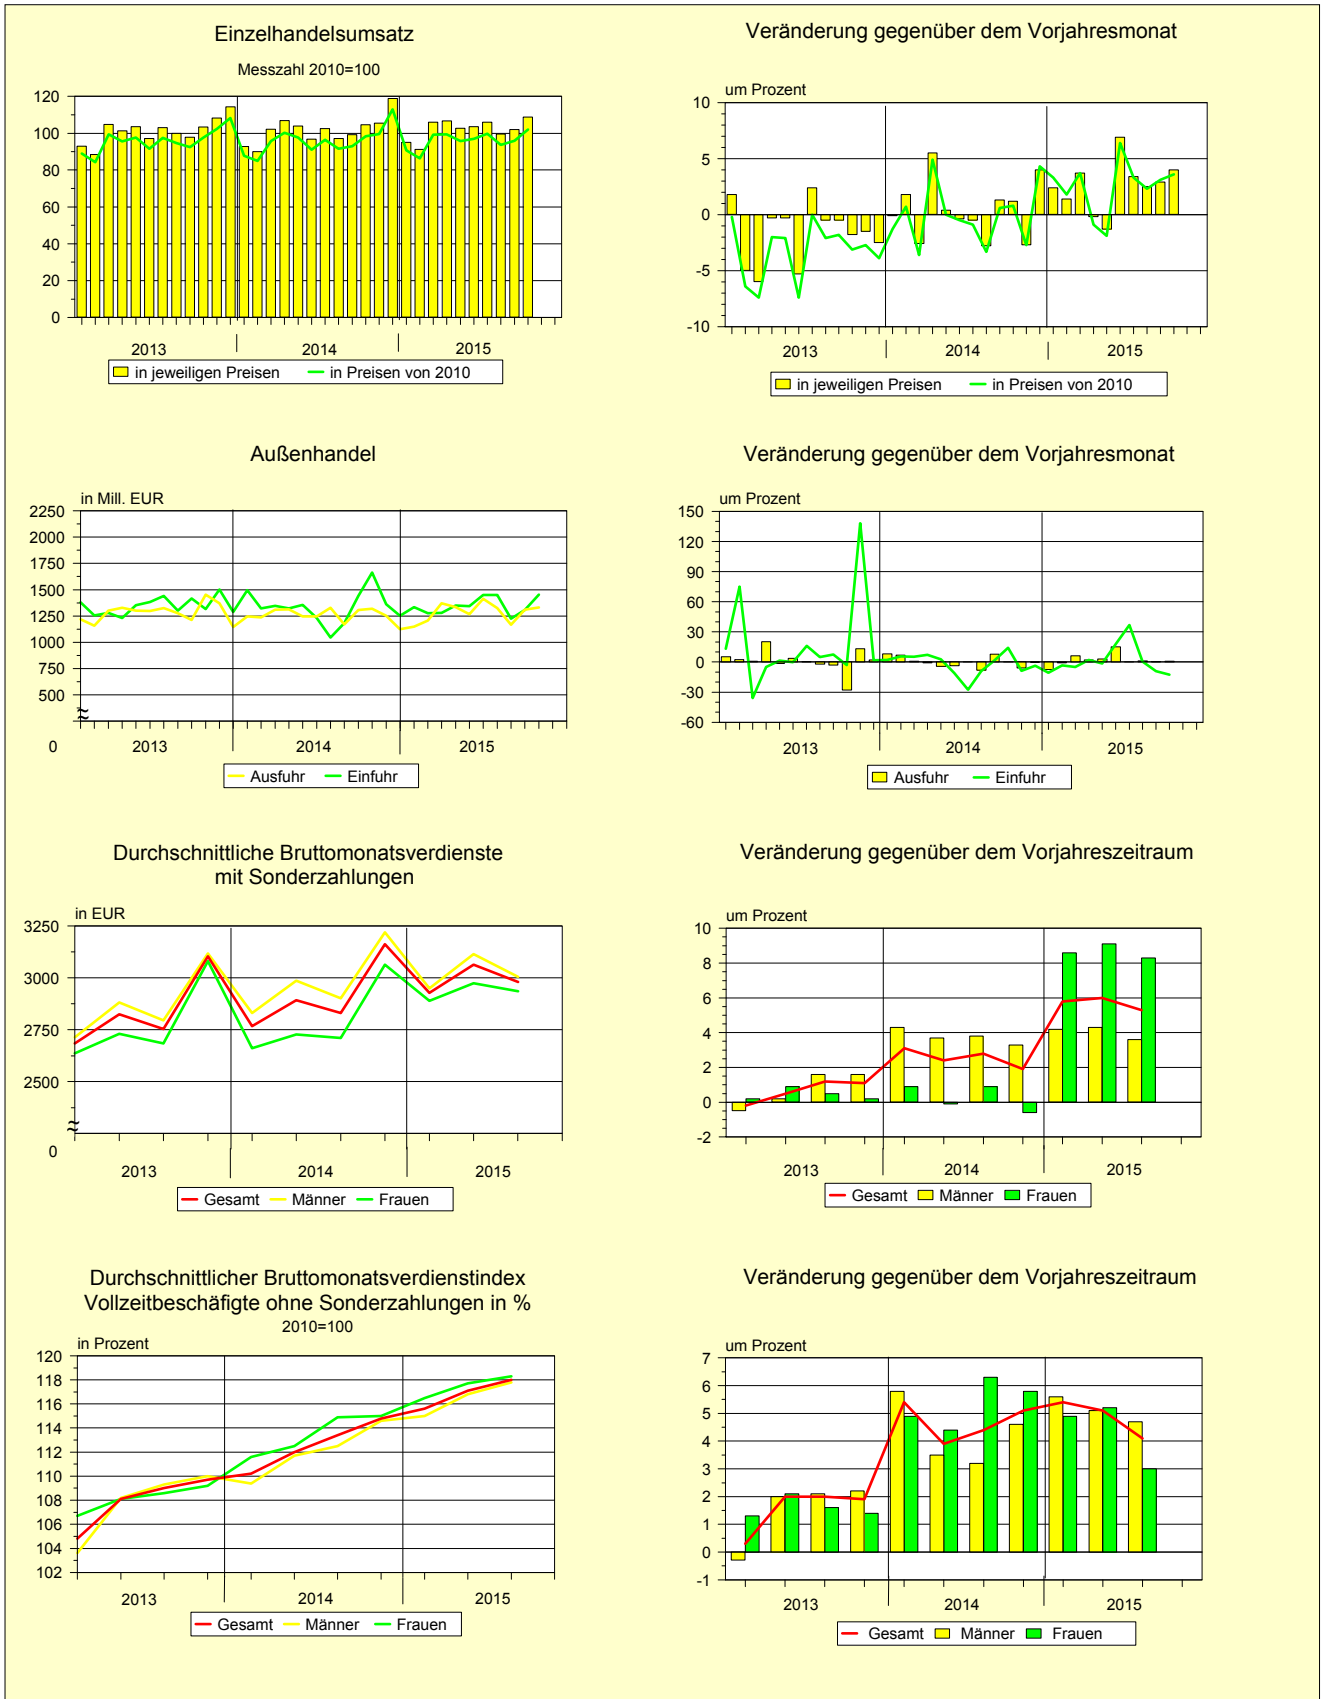 Einzelhandelsumsatz
Messzahl 2010=100
120
100
80
60
40
20
0
2013 2014 2015
in jeweiligen Preisen in Preisen von 2010
Veränderung gegenüber dem Vorjahresmonat
um Prozent
10
5
0
-5
-10
2013 2014 2015
in jeweiligen Preisen in Preisen von 2010
Außenhandel
in Mill. EUR
2250
2000
1750
1500
1250
1000
750
500
≈
0
2013 2014 2015
Ausfuhr Einfuhr
Veränderung gegenüber dem Vorjahresmonat
um Prozent
150
120
90
60
30
0
-30
-60
2013 2014 2015
Ausfuhr Einfuhr
Durchschnittliche Bruttomonatsverdienste
mit Sonderzahlungen
in EUR
3250
3000
2750
2500
≈
0
2013 2014 2015
Gesamt Männer Frauen
Veränderung gegenüber dem Vorjahreszeitraum
um Prozent
10
8
6
4
2
0
-2
2013 2014 2015
Gesamt Männer Frauen
Durchschnittlicher Bruttomonatsverdienstindex
Vollzeitbeschäfigte ohne Sonderzahlungen in %
2010=100
in Prozent
120
118
116
114
112
110
108
106
104
102
2013 2014 2015
Gesamt Männer Frauen
Veränderung gegenüber dem Vorjahreszeitraum
um Prozent
7
6
5
4
3
2
1
0
-1
2013 2014 2015
Gesamt Männer Frauen